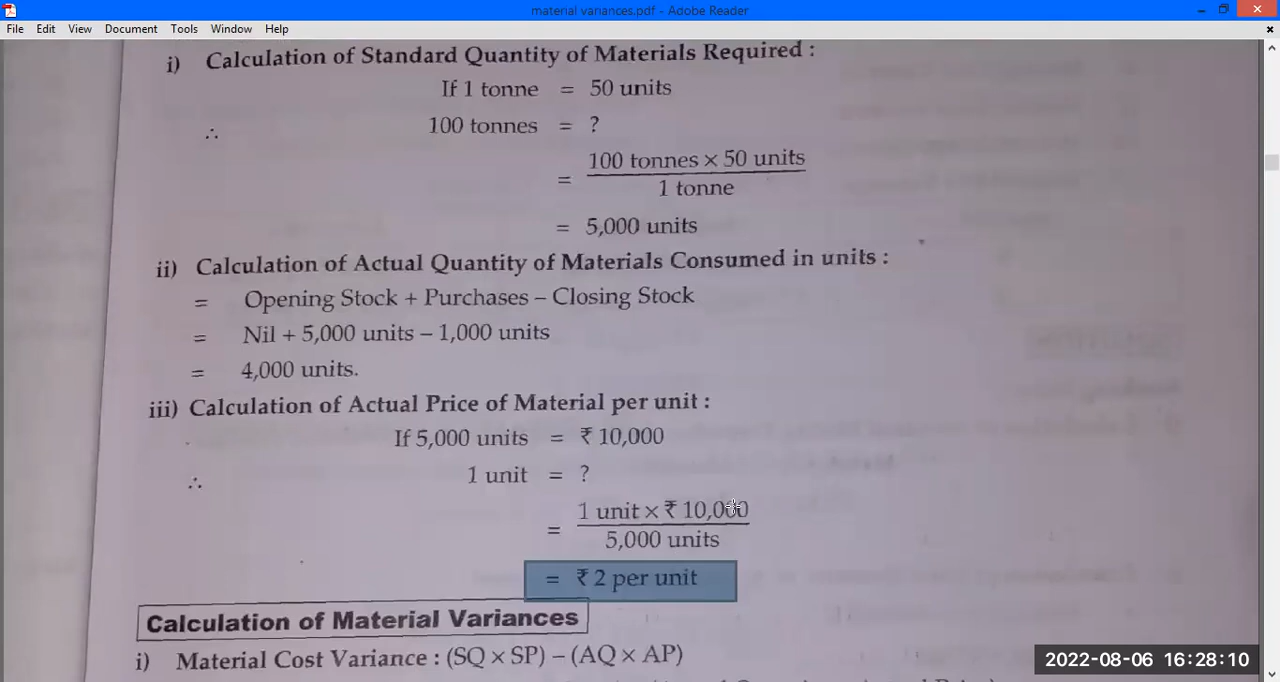 material variances.pdf - Adobe Reader
File Edit View Document Tools Window Help
i) Calculation of Standard Quantity of Materials Required :
If 1 tonne = 50 units
∴ 100 tonnes = ?
= 100 tonnes × 50 units
1 tonne
= 5,000 units
ii) Calculation of Actual Quantity of Materials Consumed in units :
= Opening Stock + Purchases – Closing Stock
= Nil + 5,000 units – 1,000 units
= 4,000 units.
iii) Calculation of Actual Price of Material per unit :
If 5,000 units = ₹ 10,000
∴ 1 unit = ?
= 1 unit × ₹ 10,000
5,000 units
= ₹ 2 per unit
Calculation of Material Variances
i) Material Cost Variance : (SQ × SP) – (AQ × AP)
2022-08-06 16:28:10